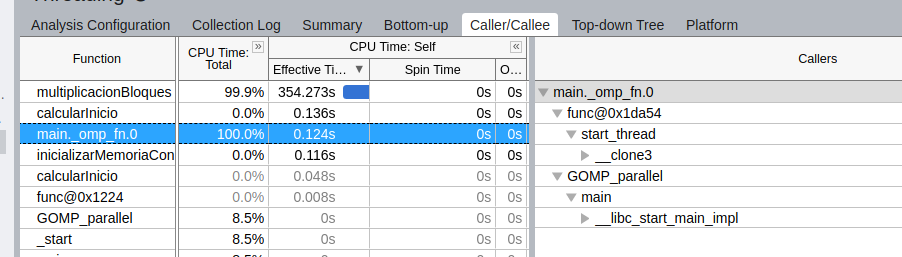 Analysis Configuration Collection Log Summary Bottom-up Caller/Callee Top-down Tree Platform
Function CPU Time: Total » CPU Time: Self « Callers
Effective Ti... ▼ Spin Time O...
multiplicacionBloques 99.9% 354.273s 0s 0s main._omp_fn.0
calcularInicio 0.0% 0.136s 0s 0s func@0x1da54
main._omp_fn.0 100.0% 0.124s 0s 0s start_thread
inicializarMemoriaCon 0.0% 0.116s 0s 0s __clone3
calcularInicio 0.0% 0.048s 0s 0s GOMP_parallel
func@0x1224 0.0% 0.008s 0s 0s main
GOMP_parallel 8.5% 0s 0s 0s __libc_start_main_impl
_start 8.5% 0s 0s 0s